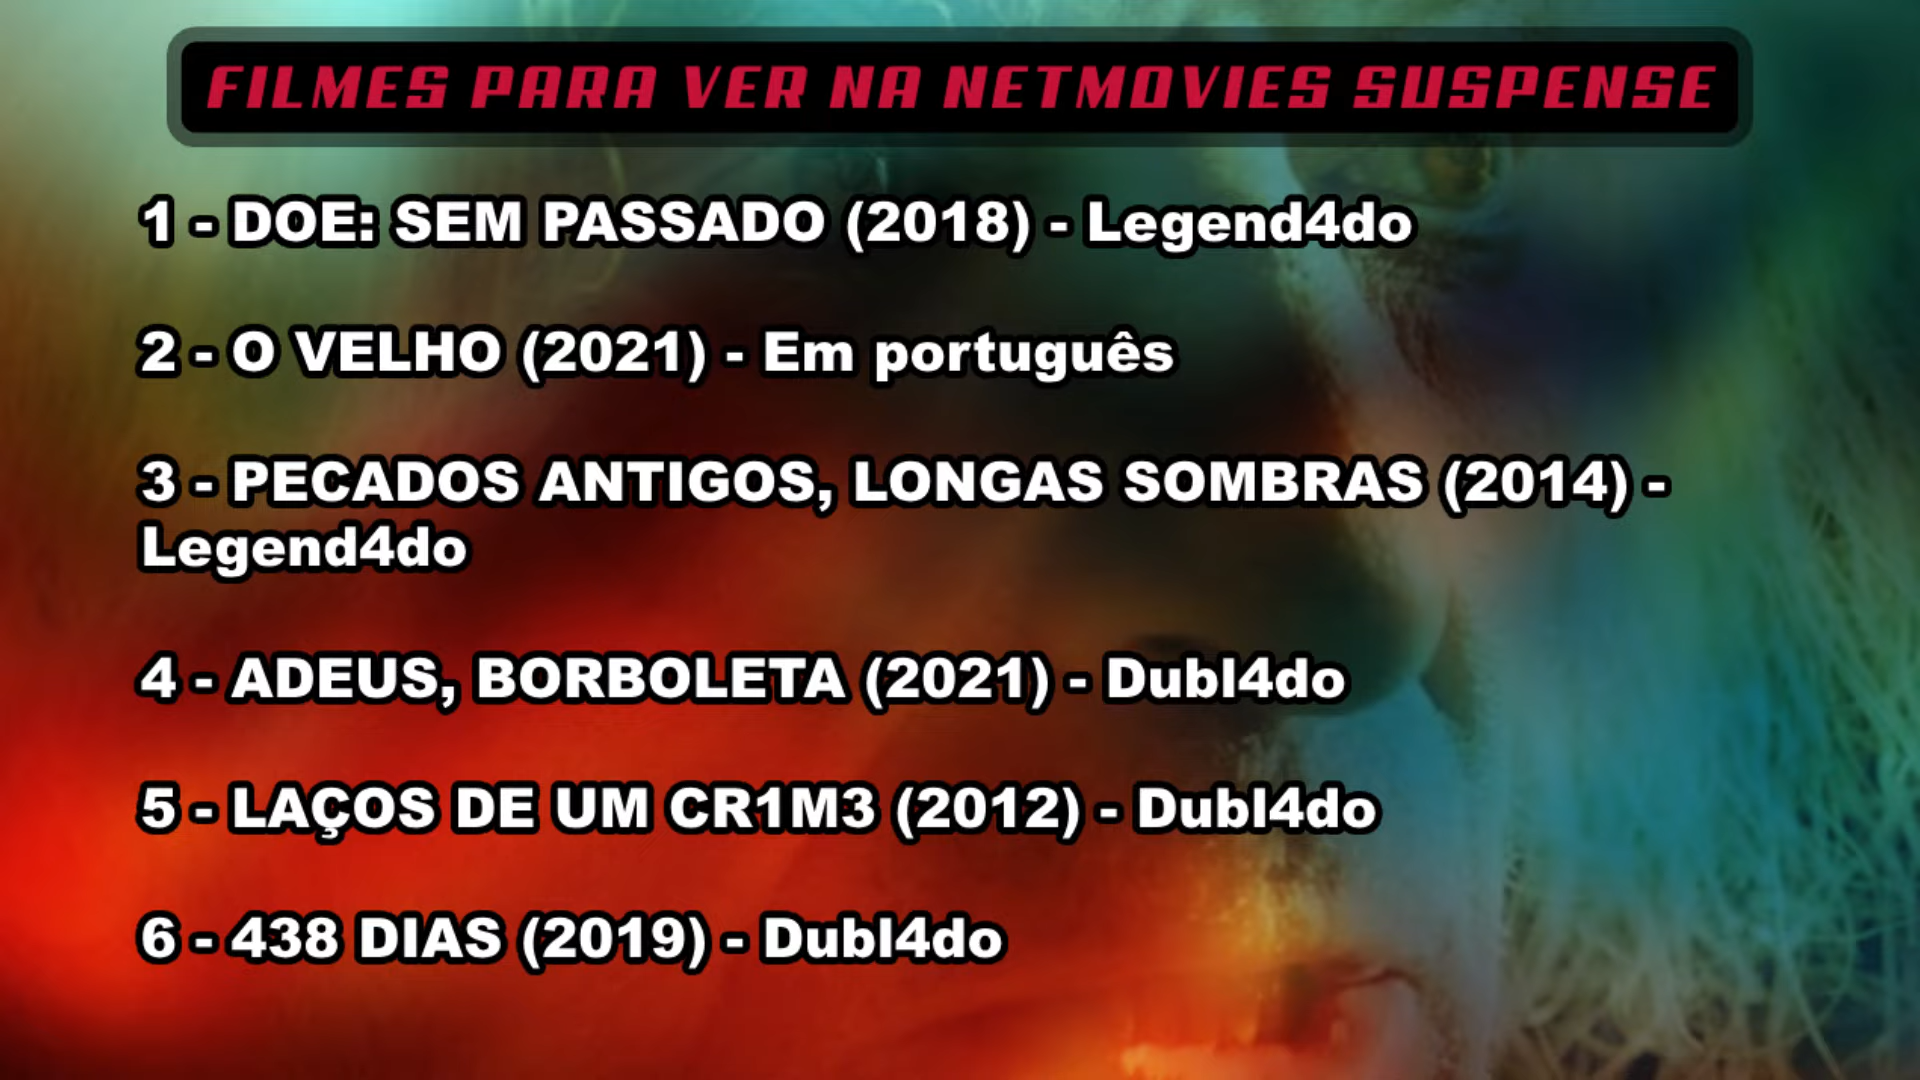 FILMES PARA VER NA NETMOVIES SUSPENSE
1 - DOE: SEM PASSADO (2018) - Legend4do
2 - O VELHO (2021) - Em português
3 - PECADOS ANTIGOS, LONGAS SOMBRAS (2014) -
Legend4do
4 - ADEUS, BORBOLETA (2021) - Dubl4do
5 - LAÇOS DE UM CR1M3 (2012) - Dubl4do
6 - 438 DIAS (2019) - Dubl4do